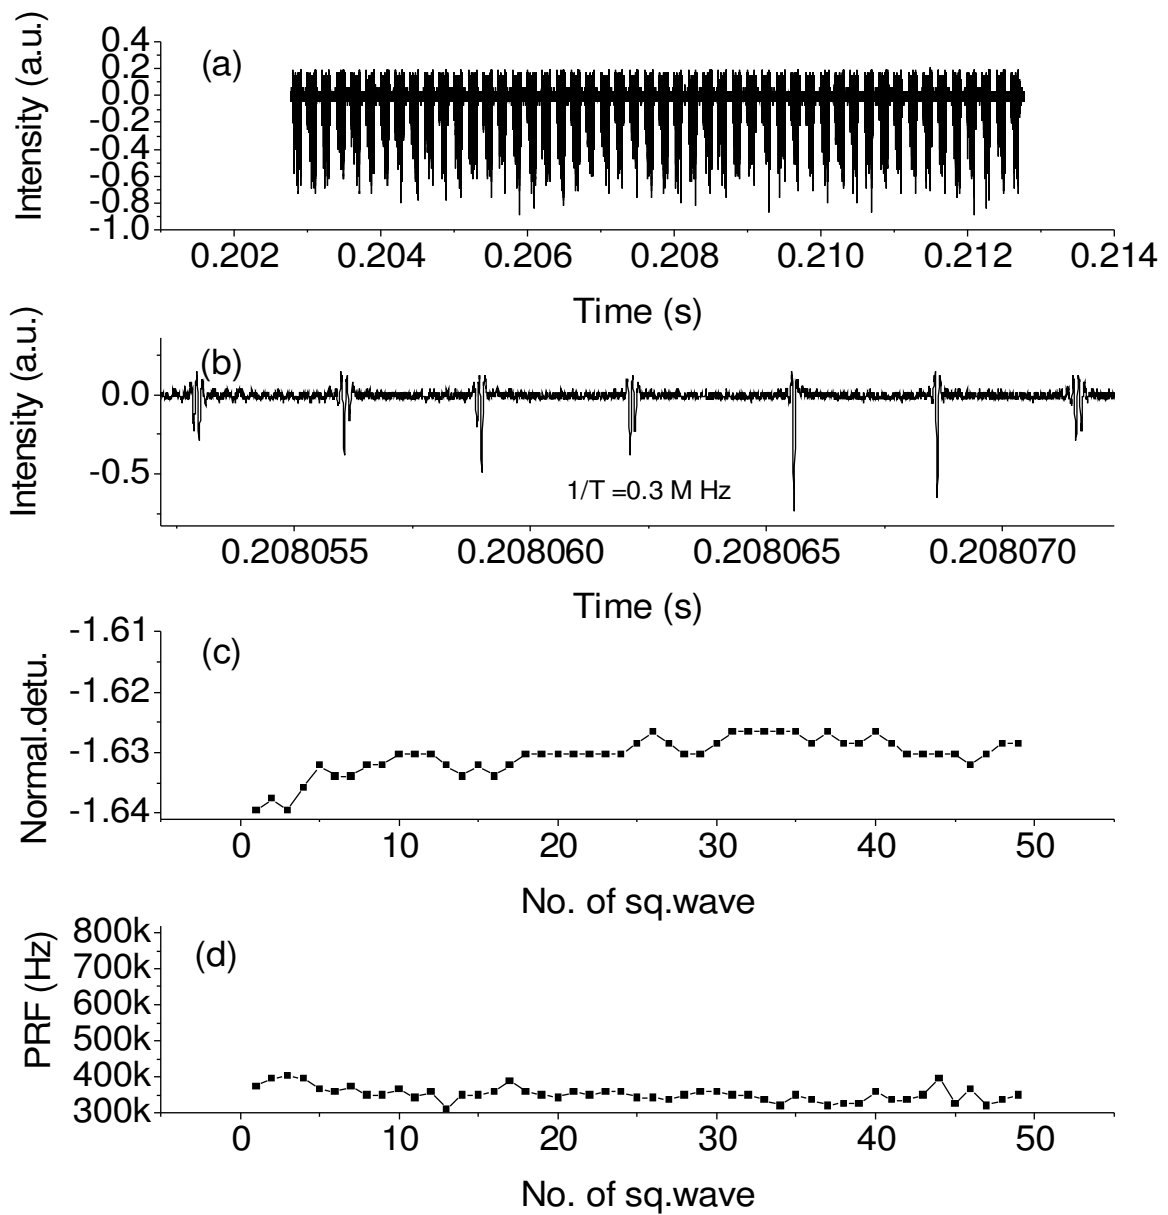 Intensity (a.u.)
0.4
0.2
0.0
-0.2
-0.4
-0.6
-0.8
-1.0
(a)
0.202 0.204 0.206 0.208 0.210 0.212 0.214
Time (s)
Intensity (a.u.)
0.0
-0.5
(b)
1/T =0.3 M Hz
0.208055 0.208060 0.208065 0.208070
Time (s)
Normal.detu.
-1.61
-1.62
-1.63
-1.64
(c)
0 10 20 30 40 50
No. of sq.wave
PRF (Hz)
800k
700k
600k
500k
400k
300k
(d)
0 10 20 30 40 50
No. of sq.wave